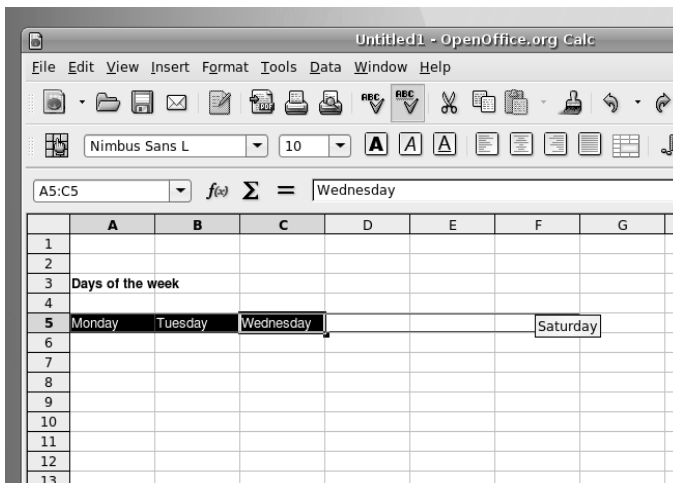 Untitled1 - OpenOffice.org Calc
File Edit View Insert Format Tools Data Window Help
ABC ABC
Nimbus Sans L 10 A A A
A5:C5 f(x) Σ = Wednesday
A B C D E F G
1
2
3 Days of the week
4
5 Monday Tuesday Wednesday Saturday
6
7
8
9
10
11
12
13